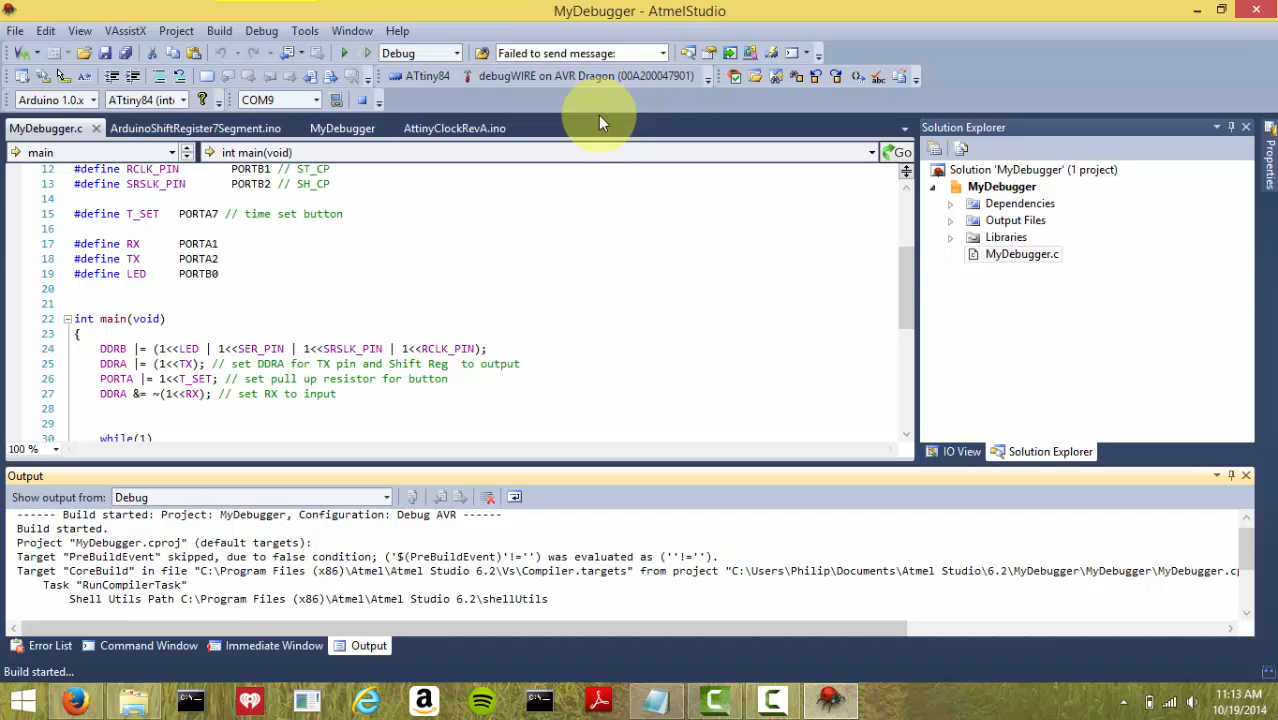 MyDebugger - AtmelStudio
File Edit View VAssistX Project Build Debug Tools Window Help
Debug Failed to send message:
ATtiny84 debugWIRE on AVR Dragon (00A200047901)
Arduino 1.0.x ATtiny84 (inte COM9
MyDebugger.c ArduinoShiftRegister7Segment.ino MyDebugger AttinyClockRevA.ino
main int main(void) Go
12 #define RCLK_PIN PORTB1 // ST_CP
13 #define SRSLK_PIN PORTB2 // SH_CP
14
15 #define T_SET PORTA7 // time set button
16
17 #define RX PORTA1
18 #define TX PORTA2
19 #define LED PORTB0
20
21
22 int main(void)
23 {
24 DDRB |= (1<<LED | 1<<SER_PIN | 1<<SRSLK_PIN | 1<<RCLK_PIN);
25 DDRA |= (1<<TX); // set DDRA for TX pin and Shift Reg to output
26 PORTA |= 1<<T_SET; // set pull up resistor for button
27 DDRA &= ~(1<<RX); // set RX to input
28
29
30 while(1)
100 %
Solution Explorer
Solution 'MyDebugger' (1 project)
MyDebugger
Dependencies
Output Files
Libraries
MyDebugger.c
IO View Solution Explorer
Properties
Output
Show output from: Debug
------ Build started: Project: MyDebugger, Configuration: Debug AVR ------
Build started.
Project "MyDebugger.cproj" (default targets):
Target "PreBuildEvent" skipped, due to false condition; ('$(PreBuildEvent)'!='') was evaluated as (''!='').
Target "CoreBuild" in file "C:\Program Files (x86)\Atmel\Atmel Studio 6.2\Vs\Compiler.targets" from project "C:\Users\Philip\Documents\Atmel Studio\6.2\MyDebugger\MyDebugger\MyDebugger.cp
Task "RunCompilerTask"
Shell Utils Path C:\Program Files (x86)\Atmel\Atmel Studio 6.2\shellUtils
Error List Command Window Immediate Window Output
Build started...
11:13 AM
10/19/2014